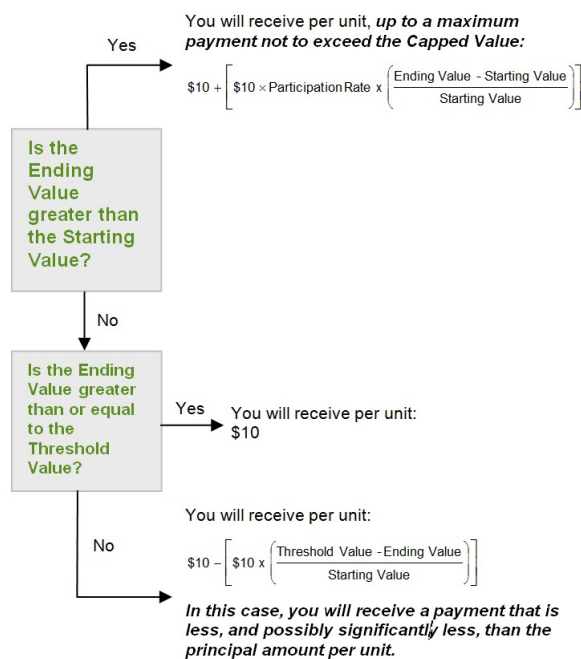 You will receive per unit, up to a maximum
payment not to exceed the Capped Value:
Yes
$10 + [ $10 × Participation Rate x ( Ending Value - Starting Value / Starting Value ) ]
Is the
Ending
Value
greater than
the Starting
Value?
No
Is the Ending
Value greater
than or equal
to the
Threshold
Value?
Yes
You will receive per unit:
$10
You will receive per unit:
No
$10 − [ $10 x ( Threshold Value - Ending Value / Starting Value ) ]
In this case, you will receive a payment that is
less, and possibly significantly less, than the
principal amount per unit.